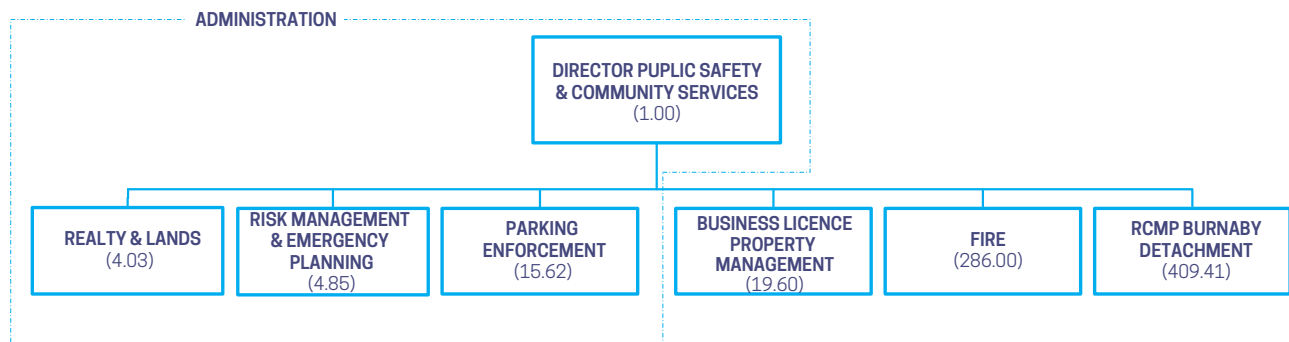 ADMINISTRATION
DIRECTOR PUPLIC SAFETY
& COMMUNITY SERVICES
(1.00)
REALTY & LANDS
(4.03)
RISK MANAGEMENT
& EMERGENCY
PLANNING
(4.85)
PARKING
ENFORCEMENT
(15.62)
BUSINESS LICENCE
PROPERTY
MANAGEMENT
(19.60)
FIRE
(286.00)
RCMP BURNABY
DETACHMENT
(409.41)